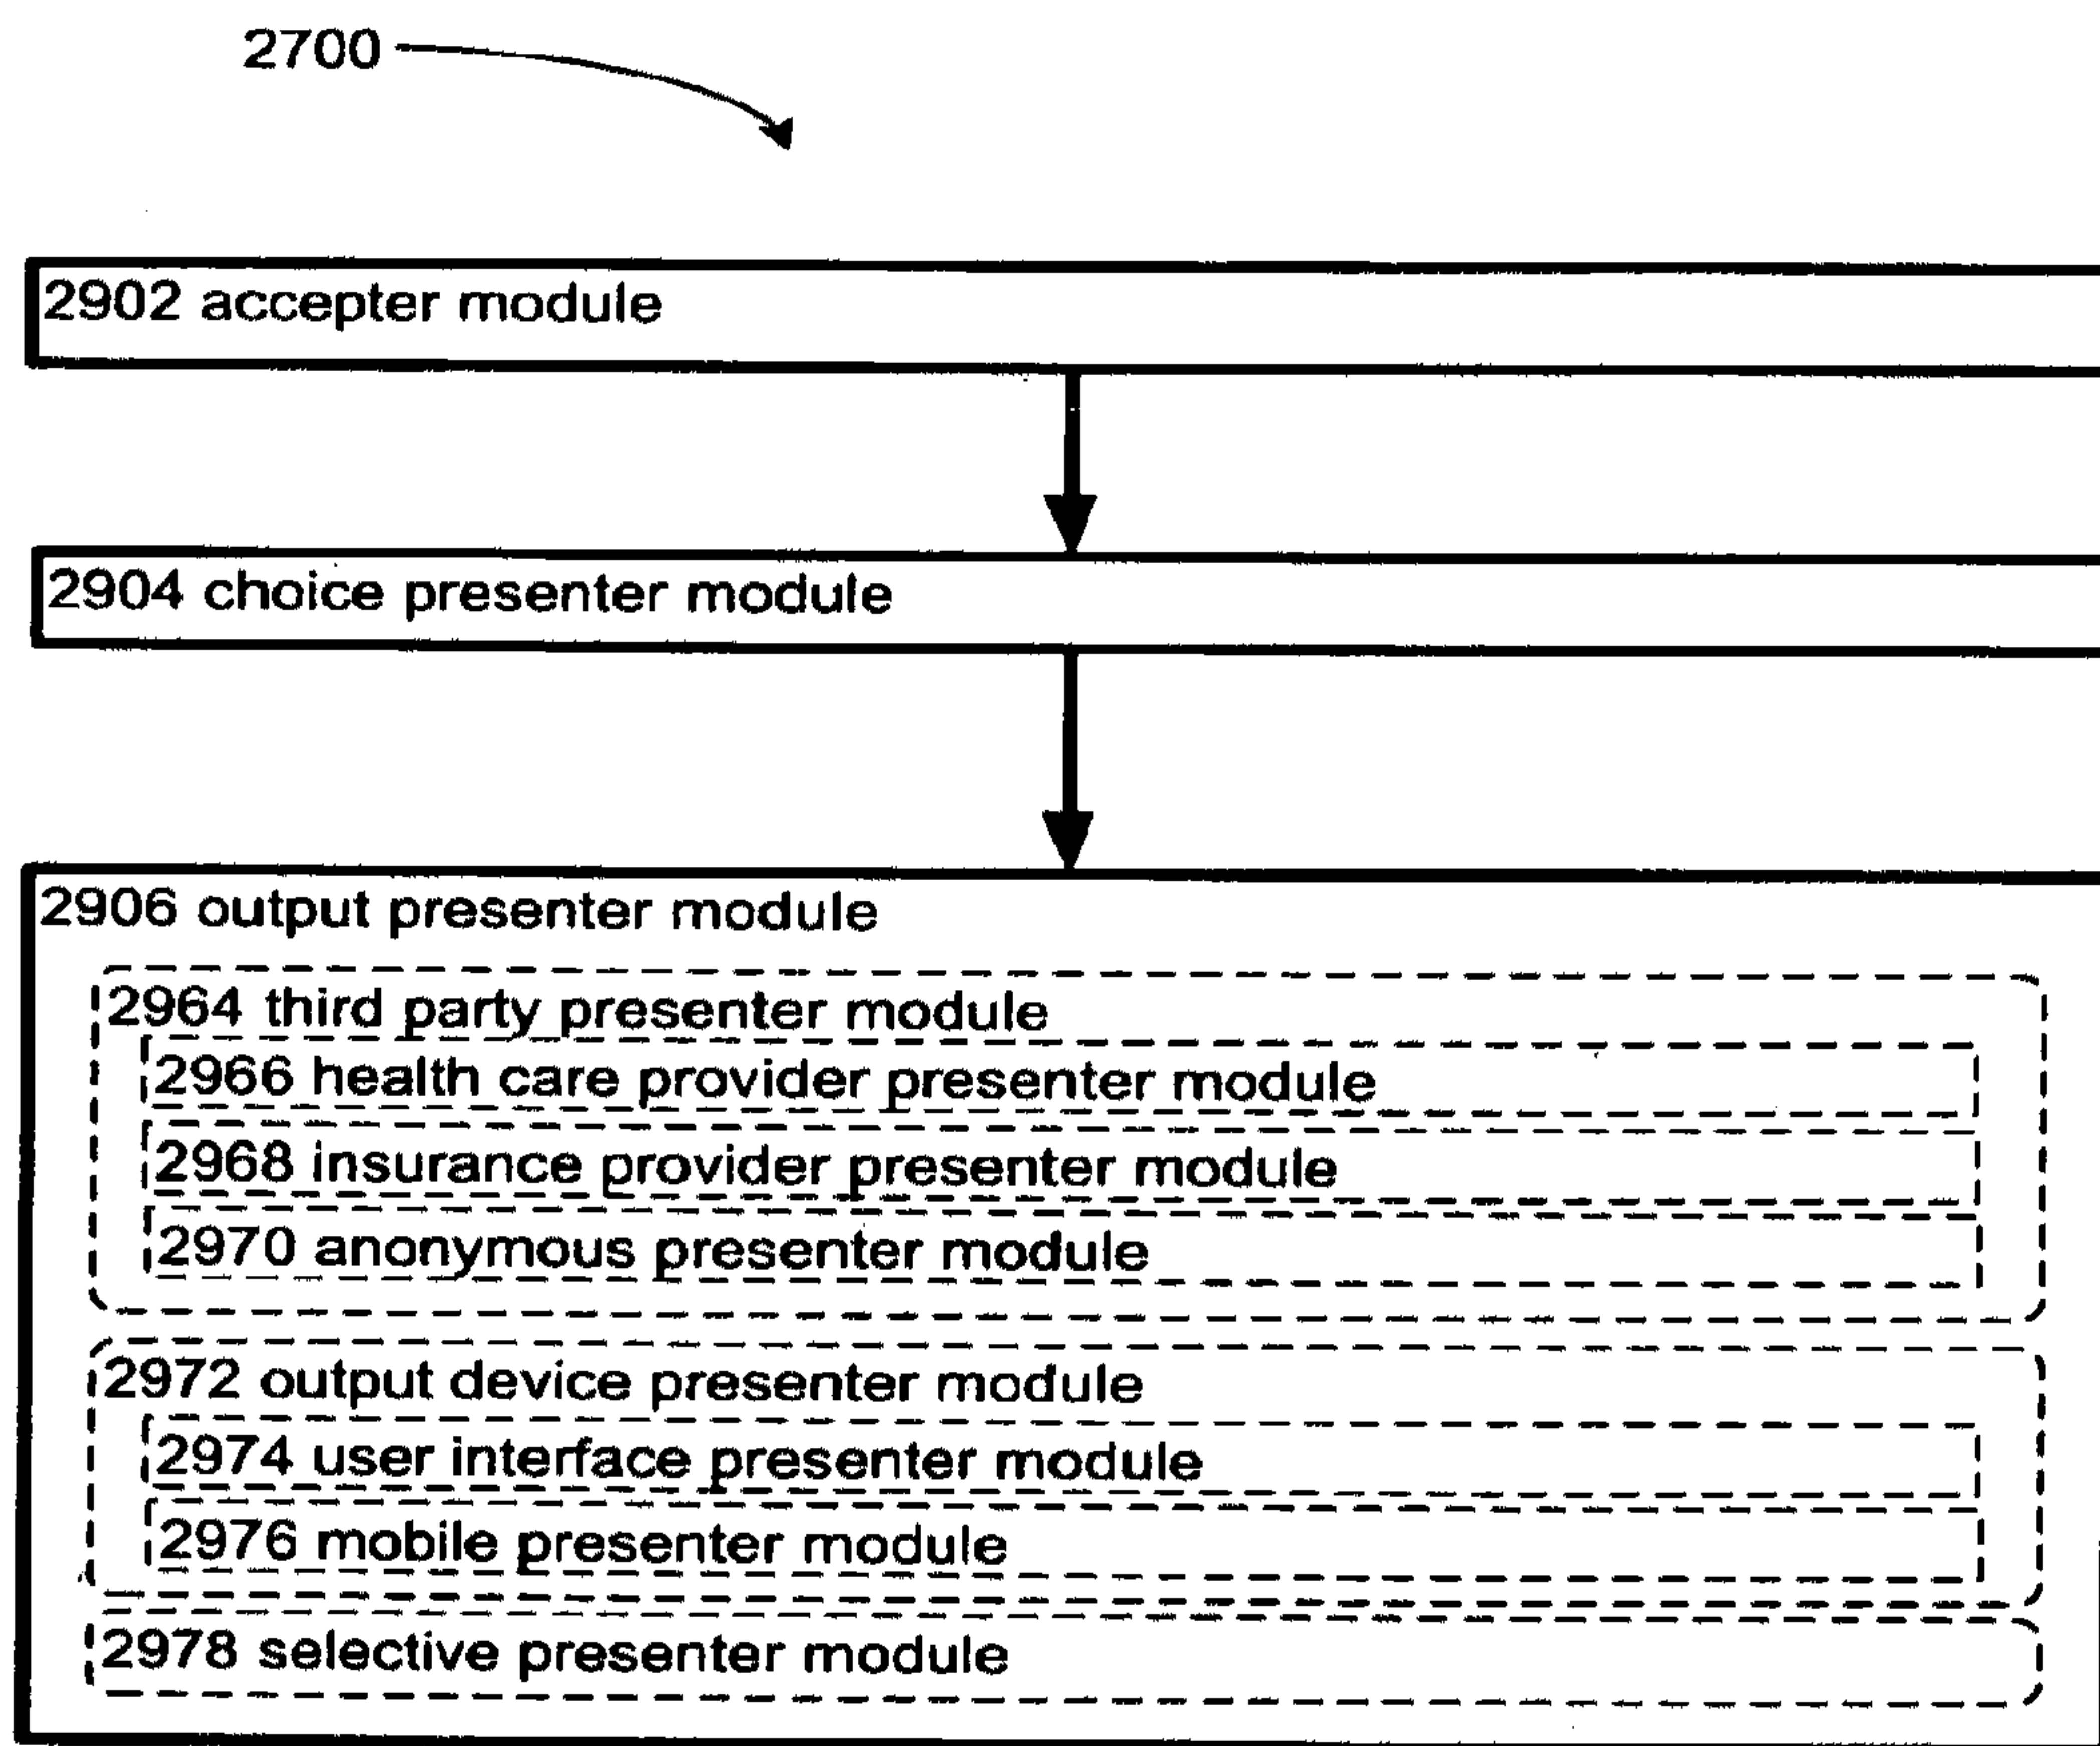 2700
2902 accepter module
2904 choice presenter module
2906 output presenter module
2964 third party presenter module
2966 health care provider presenter module
2968 insurance provider presenter module
2970 anonymous presenter module
2972 output device presenter module
2974 user interface presenter module
2976 mobile presenter module
2978 selective presenter module